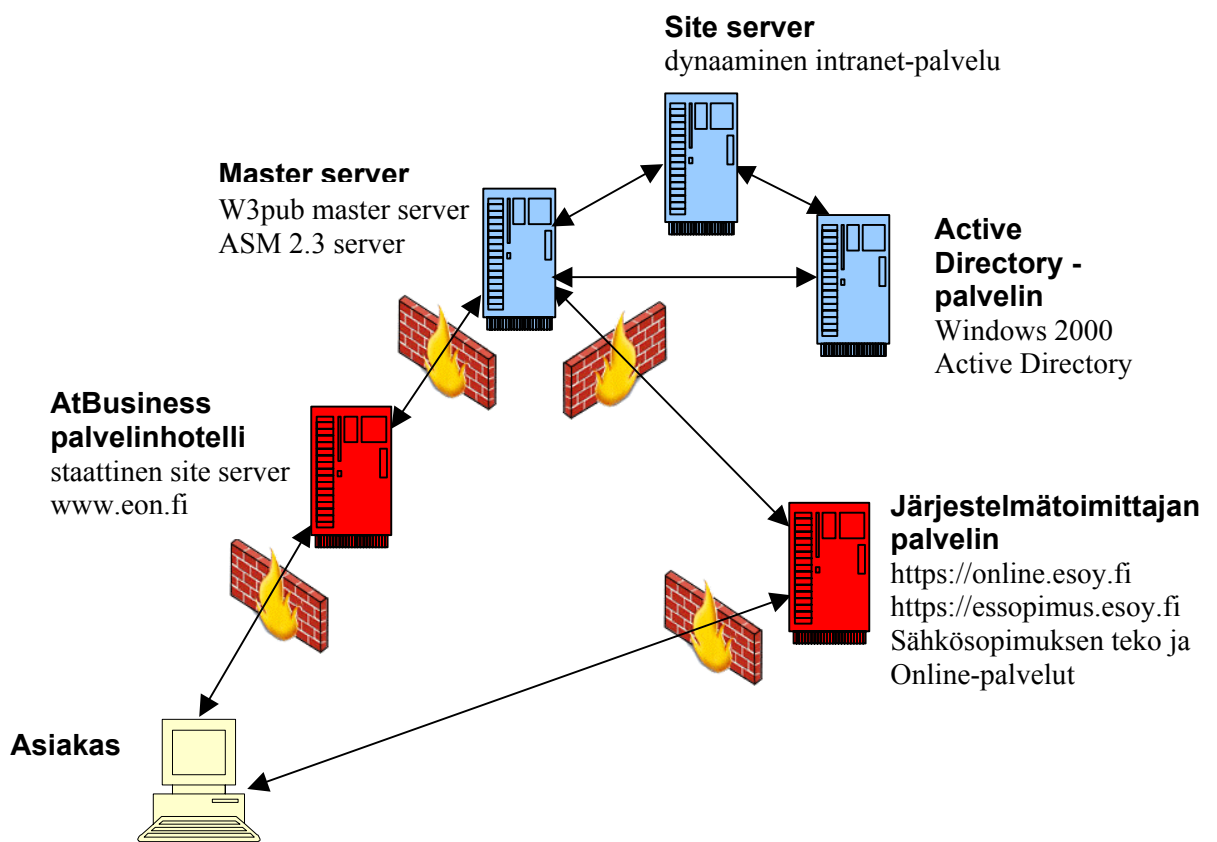 Site server
dynaaminen intranet-palvelu
Master server
W3pub master server
ASM 2.3 server
Active
Directory -
palvelin
Windows 2000
Active Directory
AtBusiness
palvelinhotelli
staattinen site server
www.eon.fi
Järjestelmätoimittajan
palvelin
https://online.esoy.fi
https://essopimus.esoy.fi
Sähkösopimuksen teko ja
Online-palvelut
Asiakas